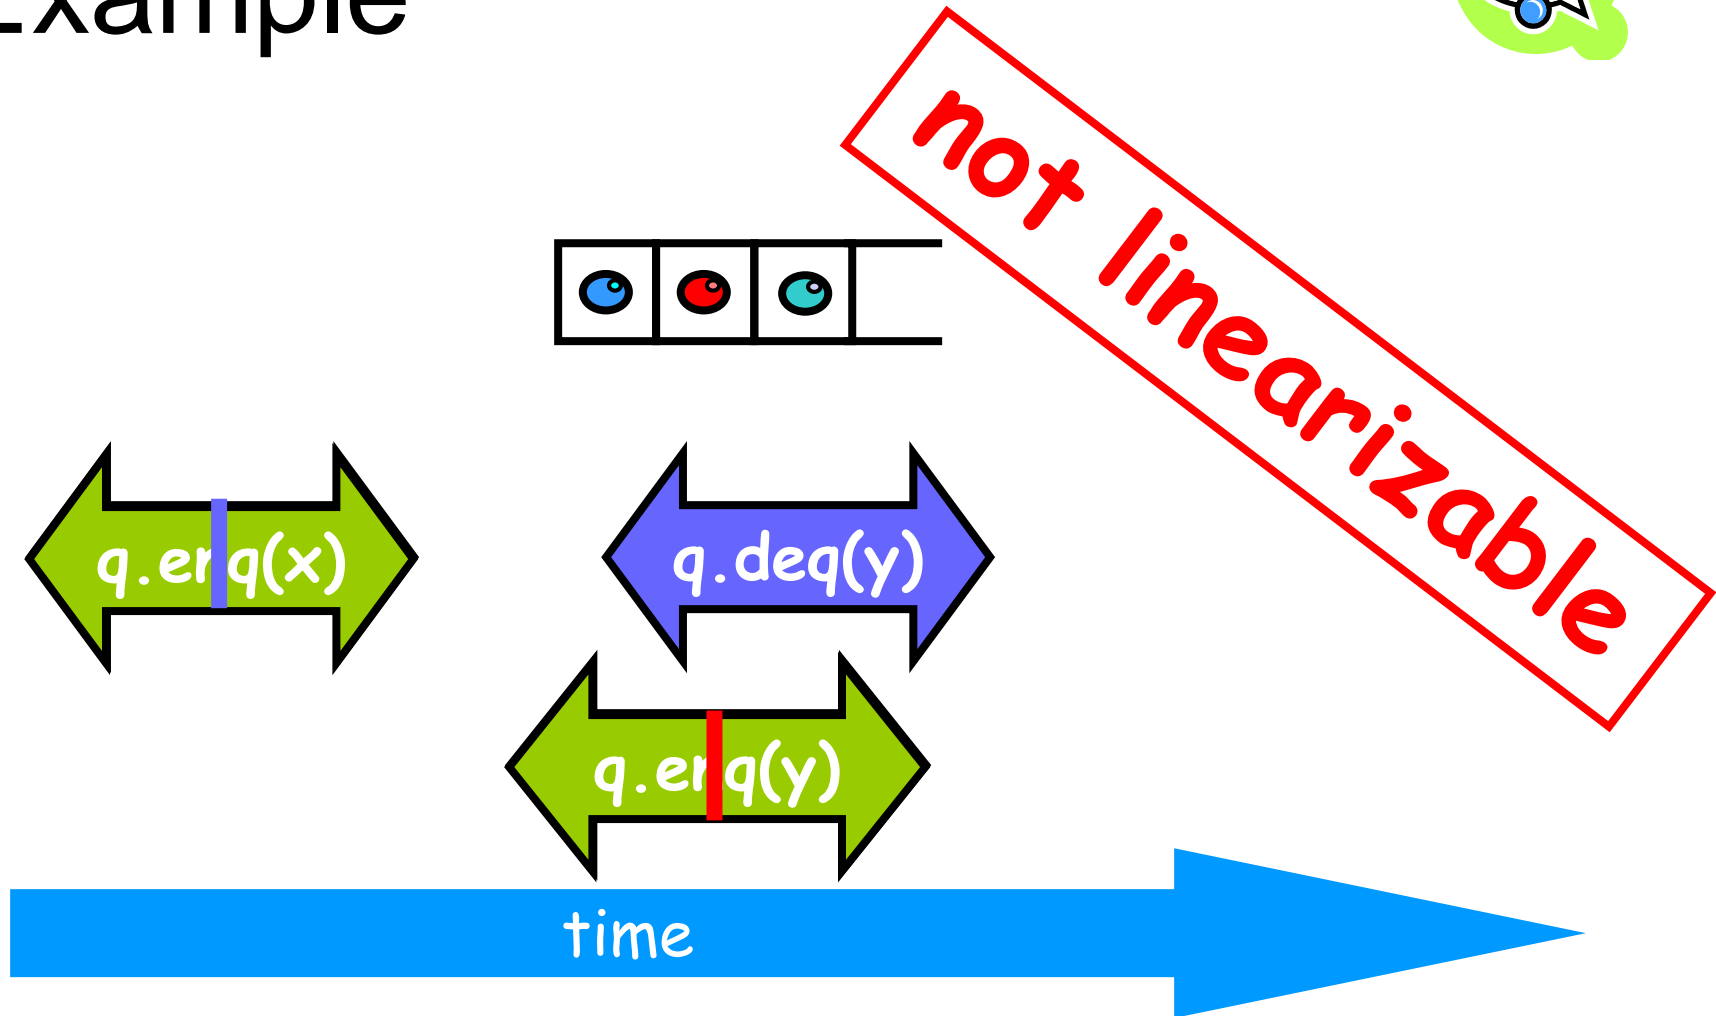 Example
not linearizable
q.enq(x)
q.deq(y)
q.enq(y)
time